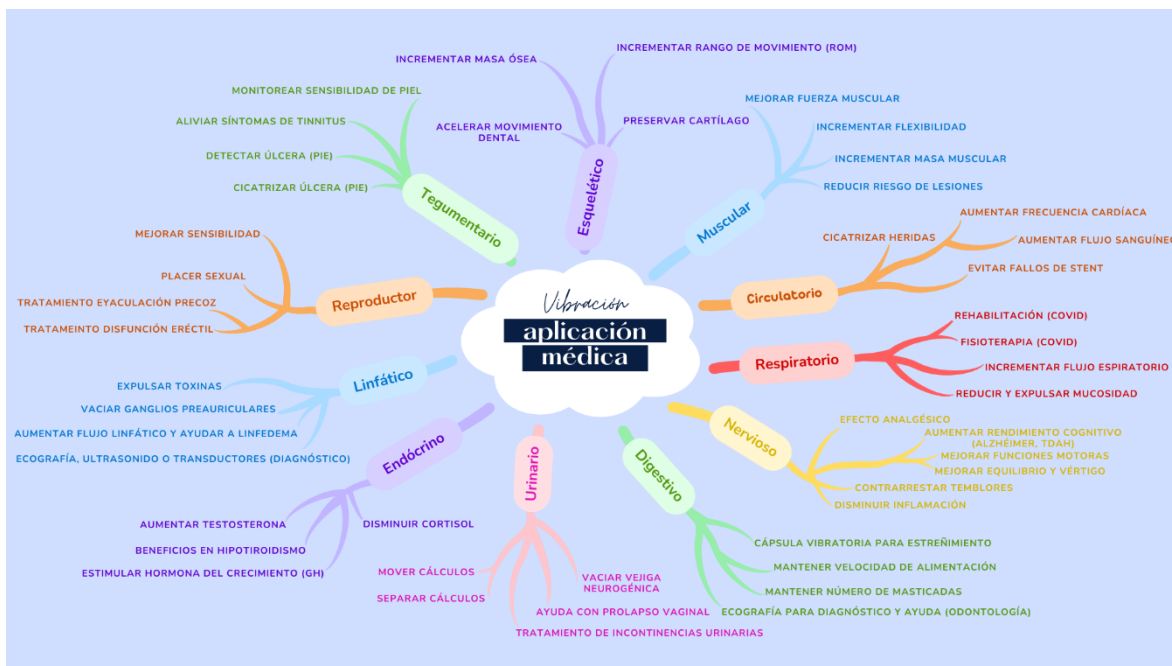 Vibración
aplicación
médica
Esquelético
INCREMENTAR MASA ÓSEA
INCREMENTAR RANGO DE MOVIMIENTO (ROM)
ACELERAR MOVIMIENTO
DENTAL
PRESERVAR CARTÍLAGO
Muscular
MEJORAR FUERZA MUSCULAR
INCREMENTAR FLEXIBILIDAD
INCREMENTAR MASA MUSCULAR
REDUCIR RIESGO DE LESIONES
Circulatorio
AUMENTAR FRECUENCIA CARDÍACA
CICATRIZAR HERIDAS
AUMENTAR FLUJO SANGUÍNEO
EVITAR FALLOS DE STENT
Respiratorio
REHABILITACIÓN (COVID)
FISIOTERAPIA (COVID)
INCREMENTAR FLUJO ESPIRATORIO
REDUCIR Y EXPULSAR MUCOSIDAD
Nervioso
EFECTO ANALGÉSICO
AUMENTAR RENDIMIENTO COGNITIVO
(ALZHÉIMER, TDAH)
MEJORAR FUNCIONES MOTORAS
MEJORAR EQUILIBRIO Y VÉRTIGO
CONTRARRESTAR TEMBLORES
DISMINUIR INFLAMACIÓN
Digestivo
CÁPSULA VIBRATORIA PARA ESTREÑIMIENTO
MANTENER VELOCIDAD DE ALIMENTACIÓN
MANTENER NÚMERO DE MASTICADAS
ECOGRAFÍA PARA DIAGNÓSTICO Y AYUDA (ODONTOLOGÍA)
Urinario
MOVER CÁLCULOS
SEPARAR CÁLCULOS
VACIAR VEJIGA
NEUROGÉNICA
AYUDA CON PROLAPSO VAGINAL
TRATAMIENTO DE INCONTINENCIAS URINARIAS
Endócrino
AUMENTAR TESTOSTERONA
DISMINUIR CORTISOL
BENEFICIOS EN HIPOTIROIDISMO
ESTIMULAR HORMONA DEL CRECIMIENTO (GH)
Linfático
EXPULSAR TOXINAS
VACIAR GANGLIOS PREAURICULARES
AUMENTAR FLUJO LINFÁTICO Y AYUDAR A LINFEDEMA
ECOGRAFÍA, ULTRASONIDO O TRANSDUCTORES (DIAGNÓSTICO)
Reproductor
MEJORAR SENSIBILIDAD
PLACER SEXUAL
TRATAMIENTO EYACULACIÓN PRECOZ
TRATAMEINTO DISFUNCIÓN ERÉCTIL
Tegumentario
MONITOREAR SENSIBILIDAD DE PIEL
ALIVIAR SÍNTOMAS DE TINNITUS
DETECTAR ÚLCERA (PIE)
CICATRIZAR ÚLCERA (PIE)